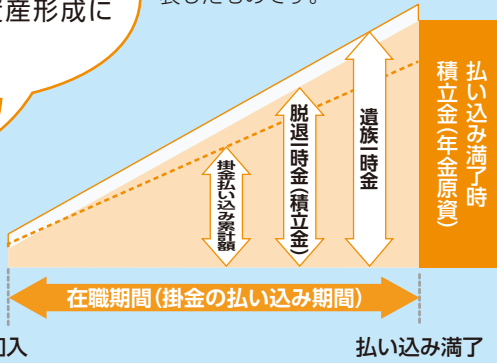 資産形成に
表したものです。
掛金払い込み累計額
脱退一時金(積立金)
遺族一時金
払い込み満了時
積立金(年金原資)
在職期間(掛金の払い込み期間)
加入
払い込み満了